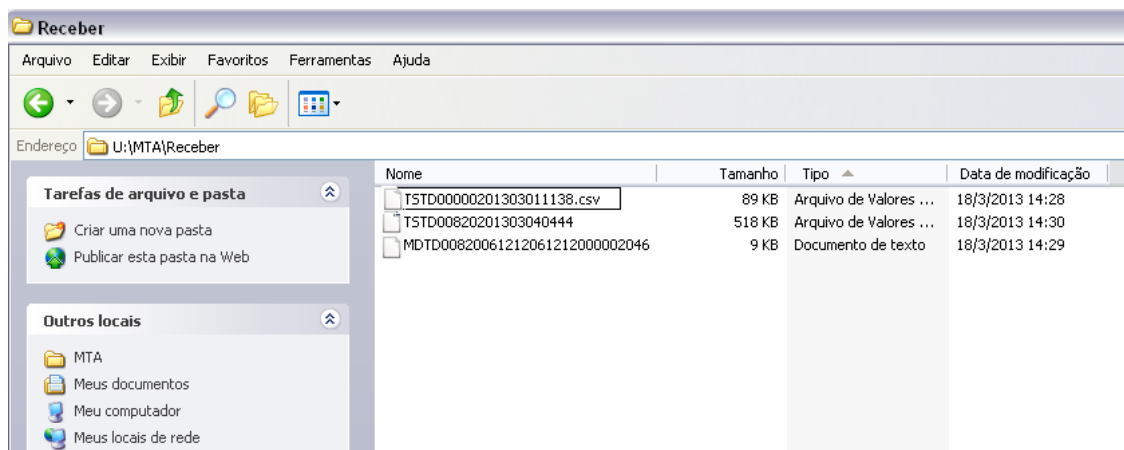 Receber
Arquivo Editar Exibir Favoritos Ferramentas Ajuda
Endereço U:\MTA\Receber
Nome Tamanho Tipo Data de modificação
Tarefas de arquivo e pasta
Criar uma nova pasta
Publicar esta pasta na Web
Outros locais
MTA
Meus documentos
Meu computador
Meus locais de rede
TSTD00000201303011138.csv 89 KB Arquivo de Valores ... 18/3/2013 14:28
TSTD00820201303040444 518 KB Arquivo de Valores ... 18/3/2013 14:30
MDTD00820061212061212000002046 9 KB Documento de texto 18/3/2013 14:29